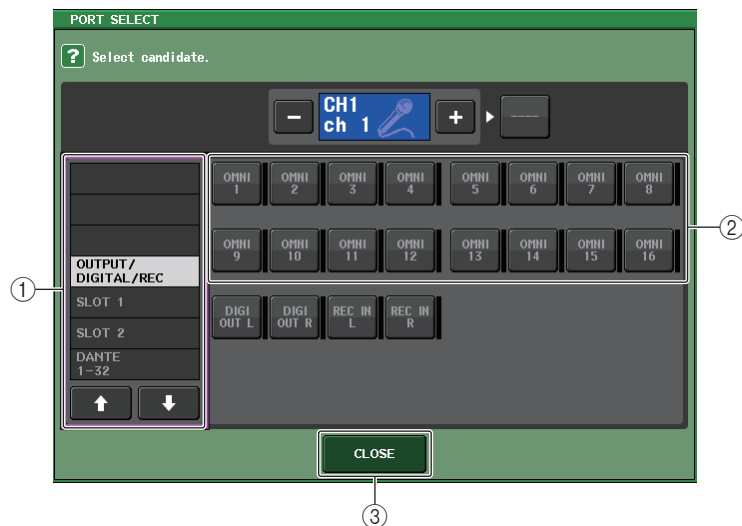 PORT SELECT
? Select candidate.
− CH1 ch 1 + ----
OMNI 1 OMNI 2 OMNI 3 OMNI 4 OMNI 5 OMNI 6 OMNI 7 OMNI 8
②
OMNI 9 OMNI 10 OMNI 11 OMNI 12 OMNI 13 OMNI 14 OMNI 15 OMNI 16
①
OUTPUT/
DIGITAL/REC
SLOT 1
SLOT 2
DANTE
1-32
DIGI OUT L DIGI OUT R REC IN L REC IN R
CLOSE
③